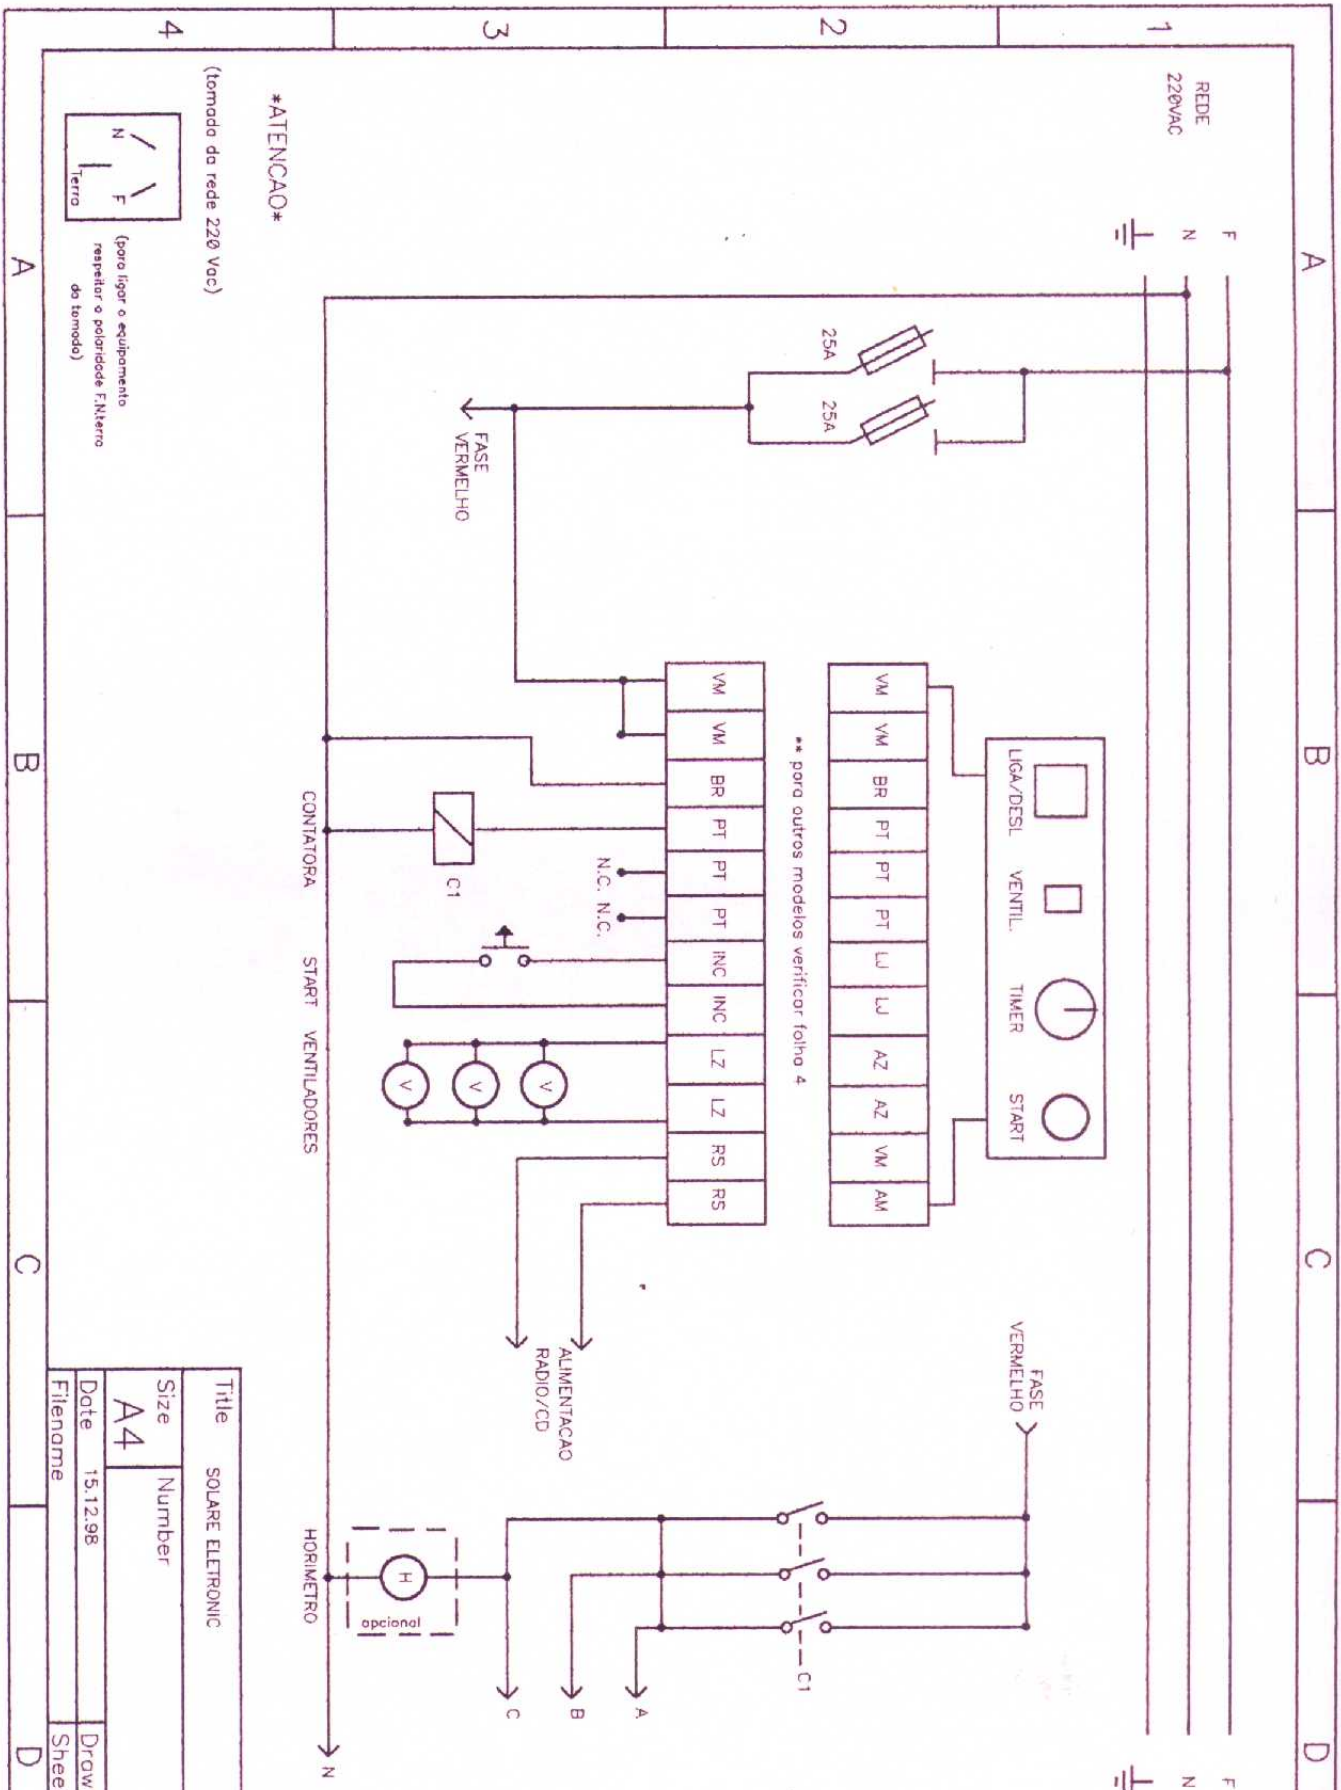 1
2
3
4
A
B
C
D
A
B
C
D
REDE
220VAC
F
N
F
N
25A
25A
FASE
VERMELHO
*ATENCAO*
(tomada da rede 220 Vac)
N
F
Terra
(para ligar o equipamento
respeitar a polaridade F,N,terra
da tomada)
LIGA/DESL
VENTIL.
TIMER
START
VM VM BR PT PT PT LJ LJ AZ AZ VM AM
** para outros modelos verificar folha 4
VM VM BR PT PT PT INC INC LZ LZ RS RS
N.C. N.C.
C1
V
V
V
CONTATORA
START
VENTILADORES
ALIMENTACAO
RADIO/CD
FASE
VERMELHO
C1
A
B
C
H
opcional
HORIMETRO
N
Title
SOLARE ELETRONIC
Size
A4
Number
Date 15.12.98
Draw
Filename
Shee